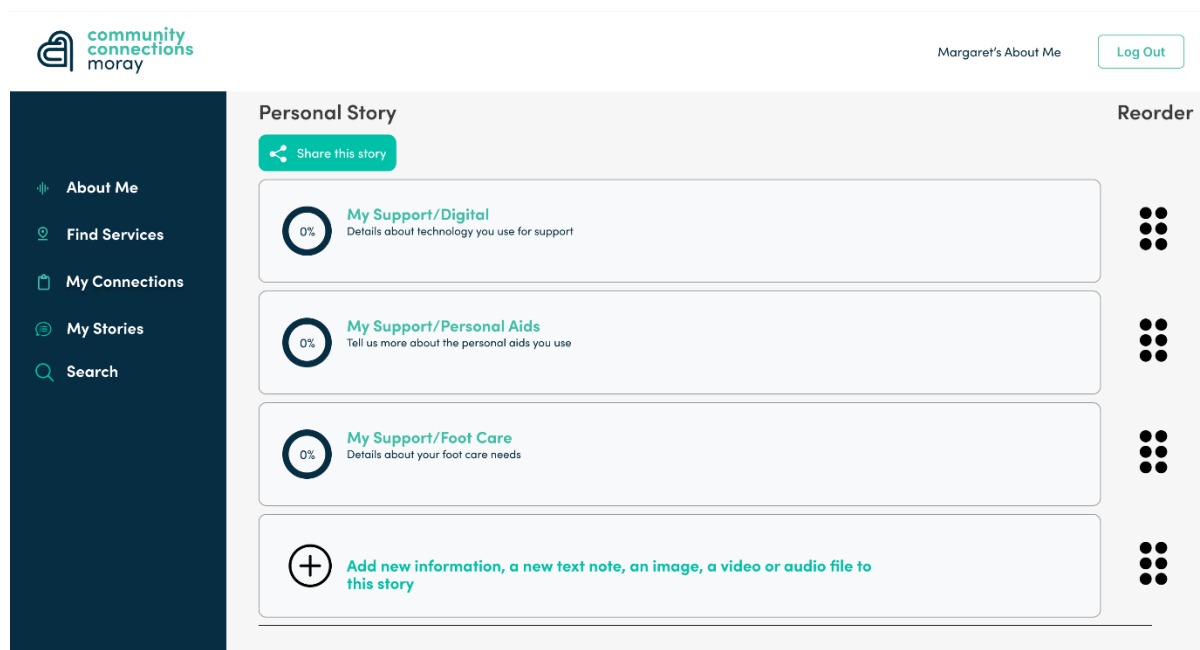 community
connections
moray
Margaret's About Me
Log Out
Personal Story
Reorder
Share this story
About Me
Find Services
My Connections
My Stories
Search
0%
My Support/Digital
Details about technology you use for support
0%
My Support/Personal Aids
Tell us more about the personal aids you use
0%
My Support/Foot Care
Details about your foot care needs
Add new information, a new text note, an image, a video or audio file to
this story